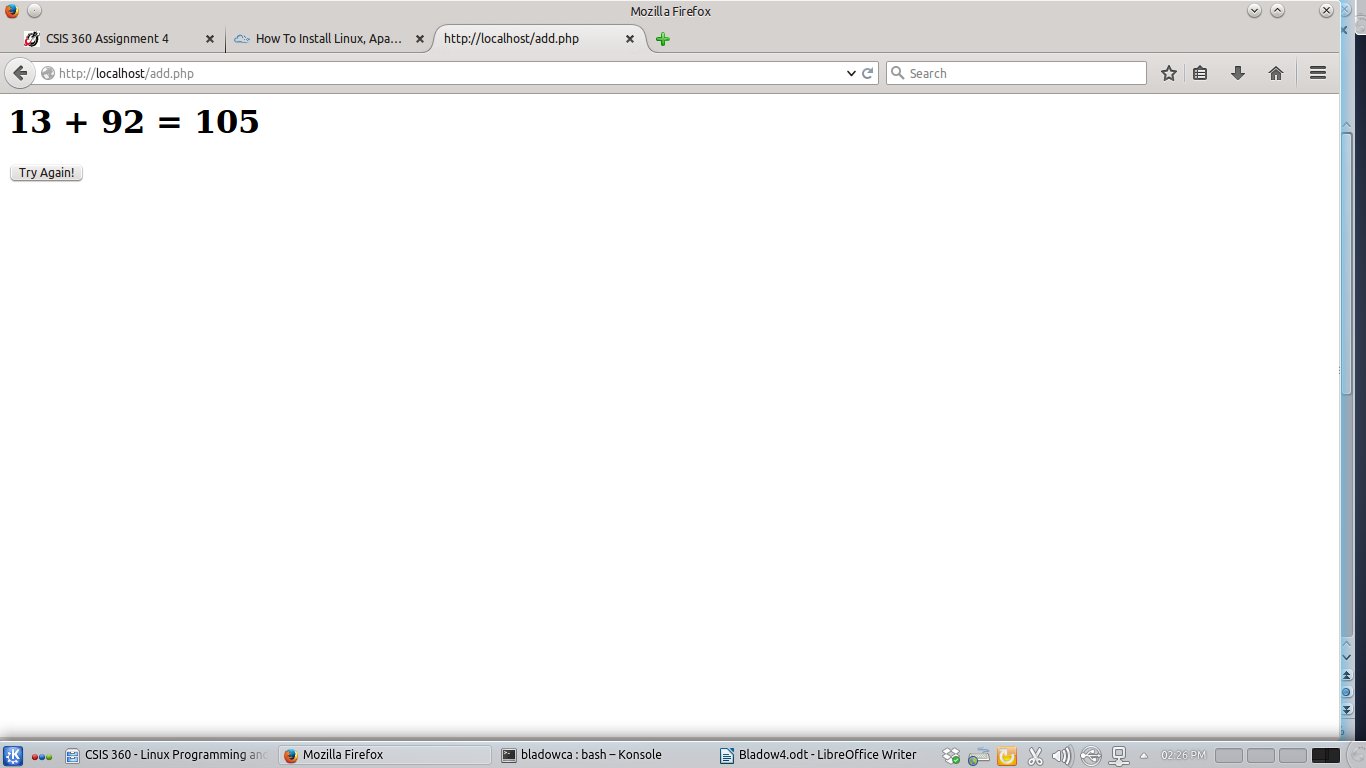 Mozilla Firefox
CSIS 360 Assignment 4
How To Install Linux, Apa...
http://localhost/add.php
http://localhost/add.php
Search
13 + 92 = 105
Try Again!
CSIS 360 - Linux Programming and
Mozilla Firefox
bladowca : bash – Konsole
Bladow4.odt - LibreOffice Writer
02:26 PM